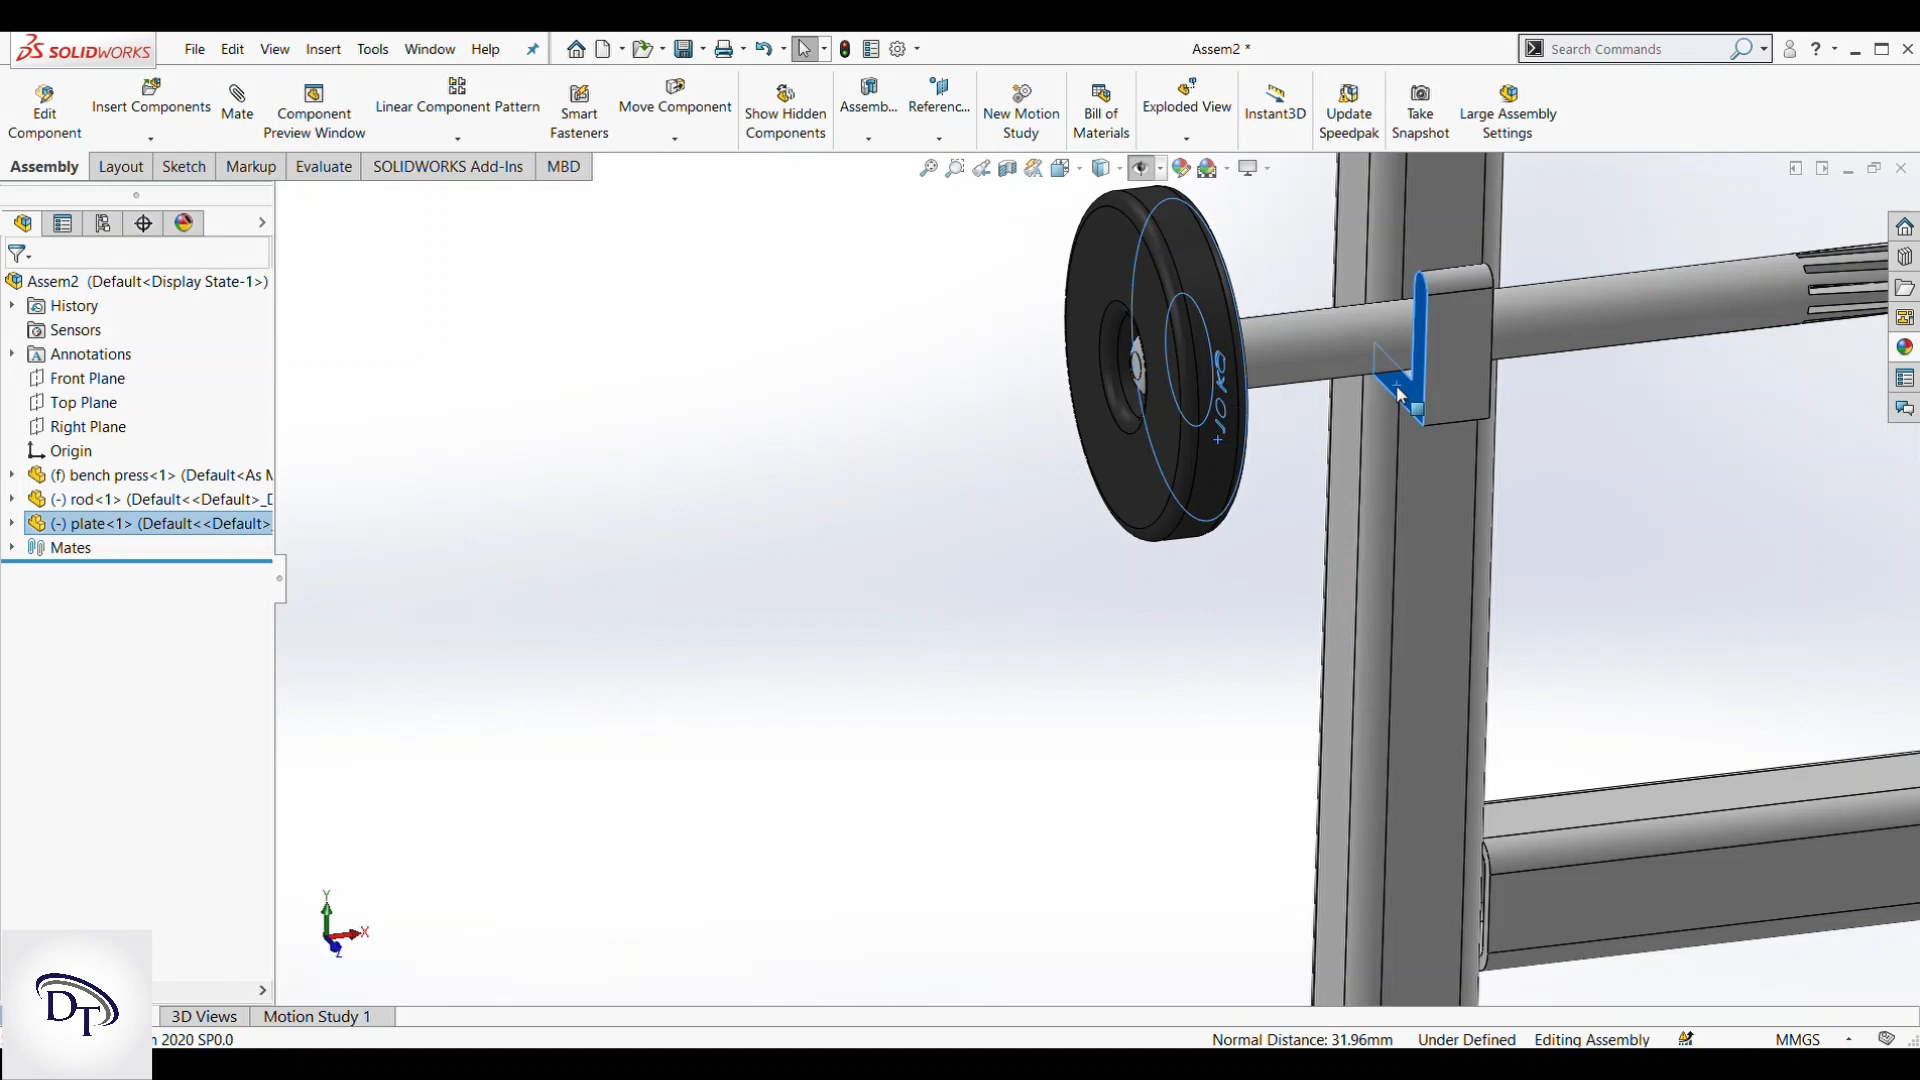 SOLIDWORKS File Edit View Insert Tools Window Help Assem2 * Search Commands
Edit Component Insert Components Mate Component Preview Window Linear Component Pattern Smart Fasteners Move Component Show Hidden Components Assemb... Referenc... New Motion Study Bill of Materials Exploded View Instant3D Update Speedpak Take Snapshot Large Assembly Settings
Assembly Layout Sketch Markup Evaluate SOLIDWORKS Add-Ins MBD
Assem2 (Default<Display State-1>)
History
Sensors
Annotations
Front Plane
Top Plane
Right Plane
Origin
(f) bench press<1> (Default<As M
(-) rod<1> (Default<<Default>_D
(-) plate<1> (Default<<Default>_
Mates
10 KG
Y
X
Z
DT
3D Views Motion Study 1
2020 SP0.0 Normal Distance: 31.96mm Under Defined Editing Assembly MMGS